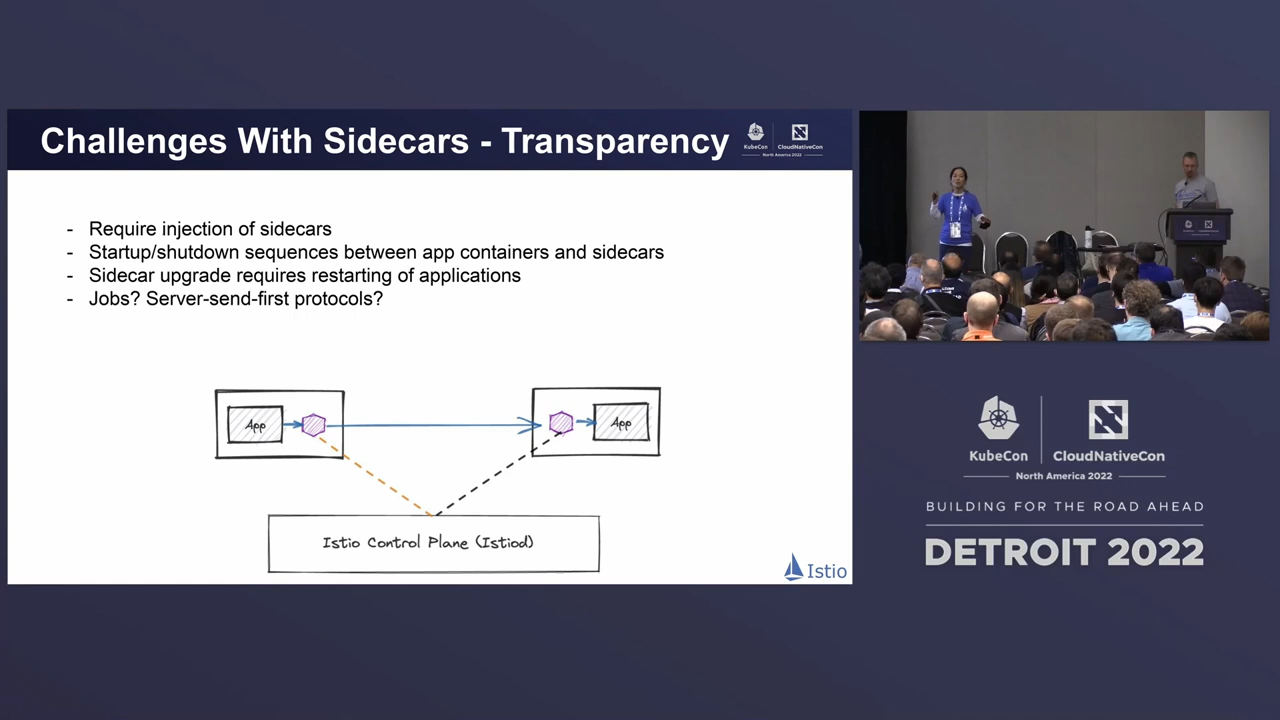 Challenges With Sidecars - Transparency
KubeCon
CloudNativeCon
North America 2022
- Require injection of sidecars
- Startup/shutdown sequences between app containers and sidecars
- Sidecar upgrade requires restarting of applications
- Jobs? Server-send-first protocols?
App
App
Istio Control Plane (Istiod)
Istio
KubeCon
CloudNativeCon
North America 2022
BUILDING FOR THE ROAD AHEAD
DETROIT 2022